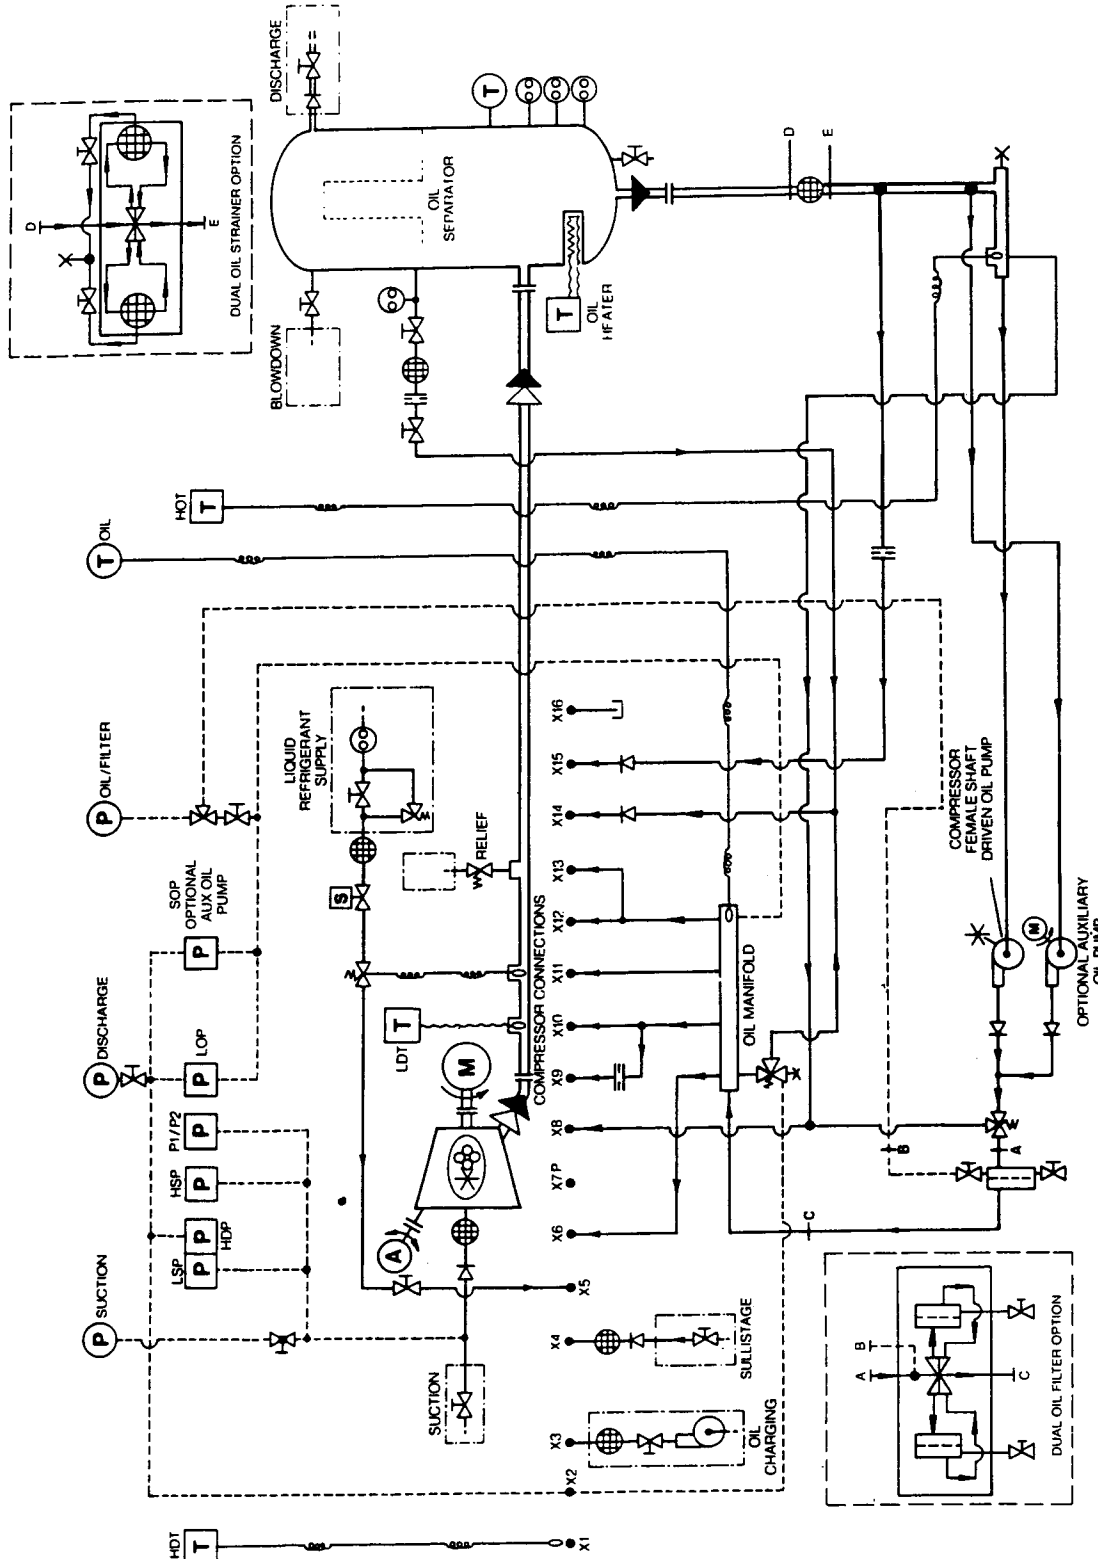 DISCHARGE
DUAL OIL STRAINER OPTION
D
E
OIL
SEPARATOR
T
D
E
BLOWDOWN
T
OIL
HEATER
HOT
T
T
OIL
P
OIL/FILTER
SOP
OPTIONAL
AUX OIL
PUMP
P
LIQUID
REFRIGERANT
SUPPLY
S
RELIEF
P
DISCHARGE
LOP
P
LDT
T
M
A
P1/P2
P
HSP
P
HDP
P
LSP
P
P
SUCTION
SUCTION
HDT
T
COMPRESSOR CONNECTIONS
X16
X15
X14
X13
X12
X11
X10
X9
X8
X7 P
X6
X5
X4
X3
X2
X1
OIL MANIFOLD
COMPRESSOR
FEMALE SHAFT
DRIVEN OIL PUMP
M
OPTIONAL AUXILIARY
OIL PUMP
B
A
C
SULLISTAGE
OIL
CHARGING
A
B
C
DUAL OIL FILTER OPTION